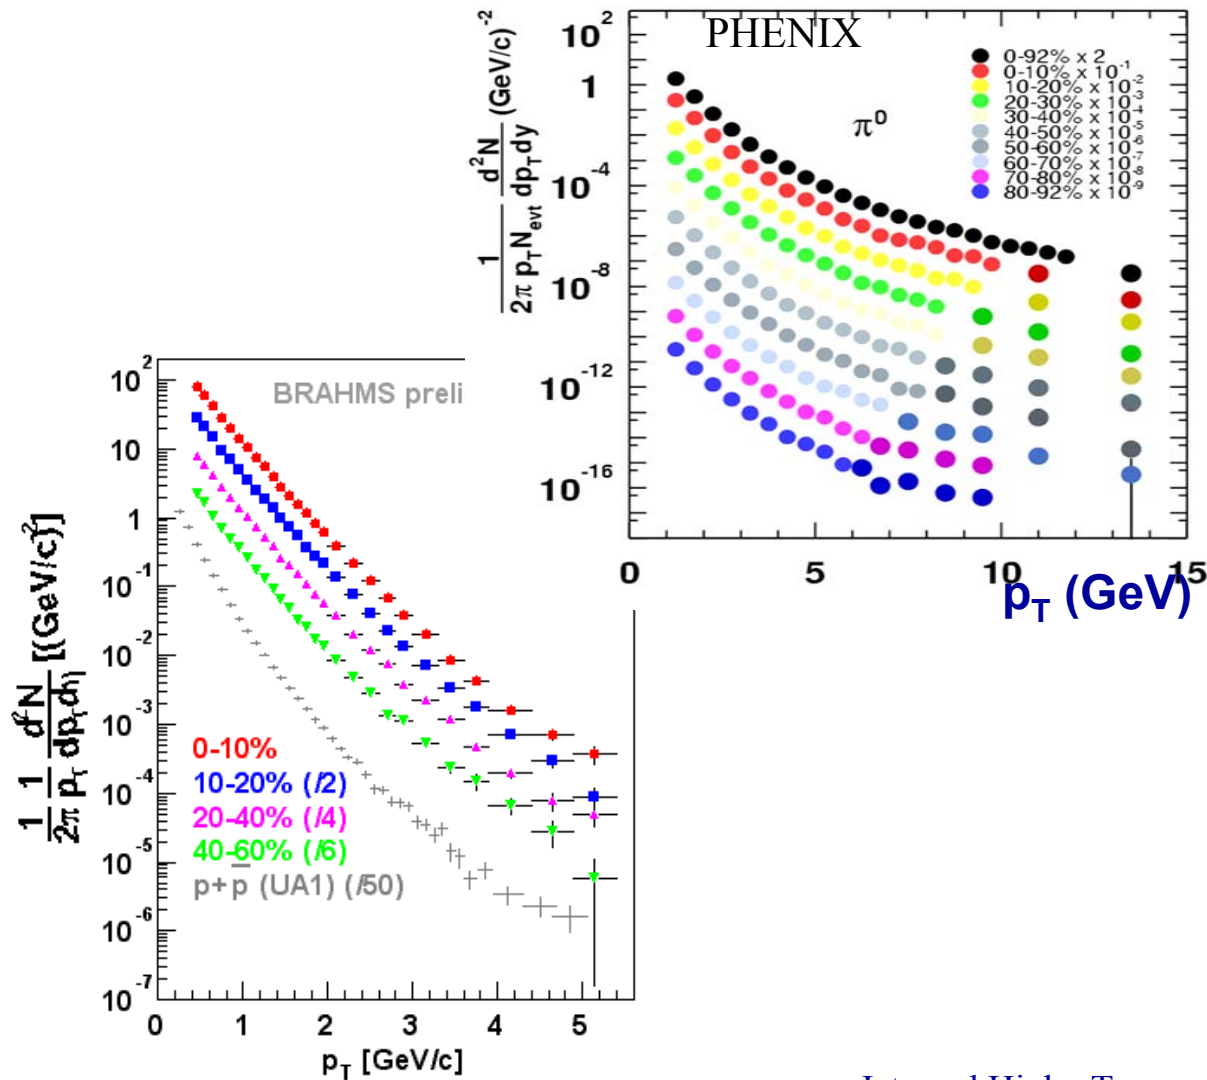 PHENIX
10^2
1
10^-4
10^-8
10^-12
10^-16
1 / 2π p_T N_evt d^2N / dp_T dy (GeV/c)^-2
π^0
0-92% x 2
0-10% x 10^-1
10-20% x 10^-2
20-30% x 10^-3
30-40% x 10^-4
40-50% x 10^-5
50-60% x 10^-6
60-70% x 10^-7
70-80% x 10^-8
80-92% x 10^-9
0 5 10 15
p_T (GeV)
BRAHMS preli
10^2
10
1
10^-1
10^-2
10^-3
10^-4
10^-5
10^-6
10^-7
1 / 2π 1 / p_T d^2N / dp_T dη [(GeV/c)^2]
0-10%
10-20% (/2)
20-40% (/4)
40-60% (/6)
p+p̅ (UA1) (/50)
0 1 2 3 4 5
p_T [GeV/c]